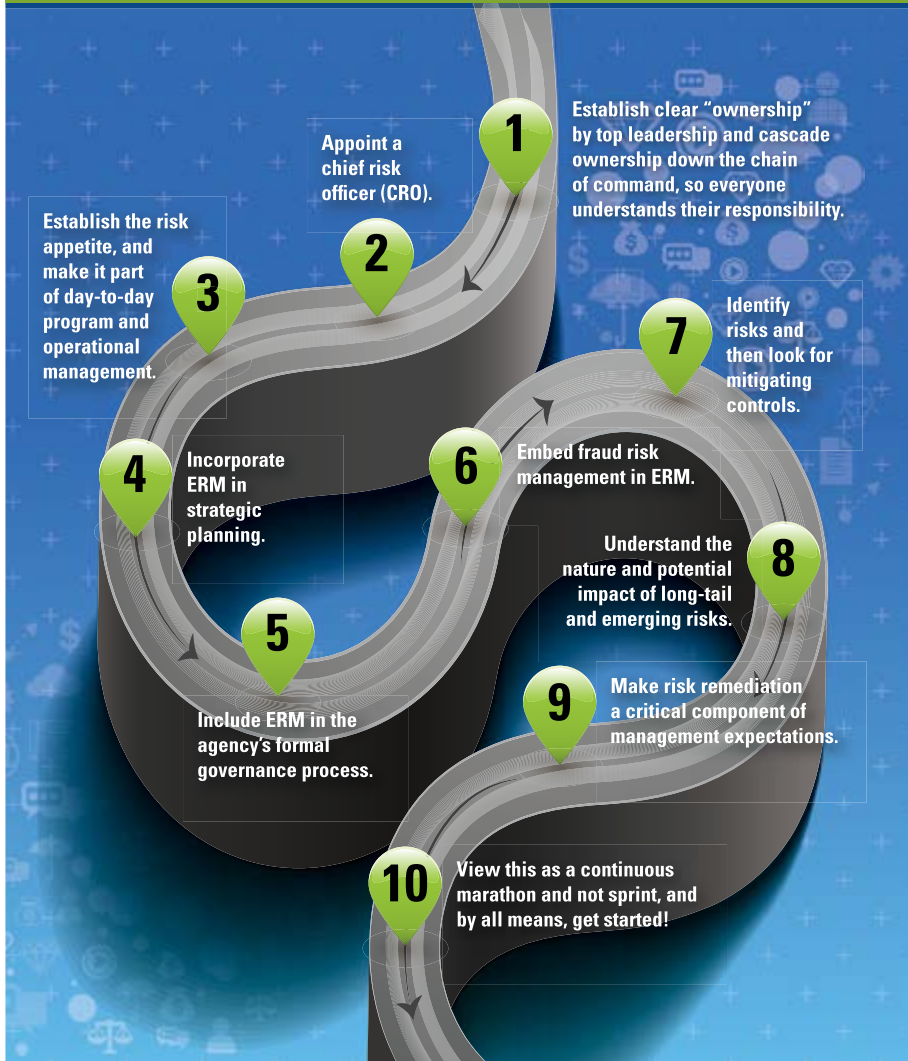 1
Establish clear “ownership”
by top leadership and cascade
ownership down the chain
of command, so everyone
understands their responsibility.
2
Appoint a
chief risk
officer (CRO).
3
Establish the risk
appetite, and
make it part
of day-to-day
program and
operational
management.
4
Incorporate
ERM in
strategic
planning.
5
Include ERM in the
agency’s formal
governance process.
6
Embed fraud risk
management in ERM.
7
Identify
risks and
then look for
mitigating
controls.
8
Understand the
nature and potential
impact of long-tail
and emerging risks.
9
Make risk remediation
a critical component of
management expectations.
10
View this as a continuous
marathon and not sprint, and
by all means, get started!